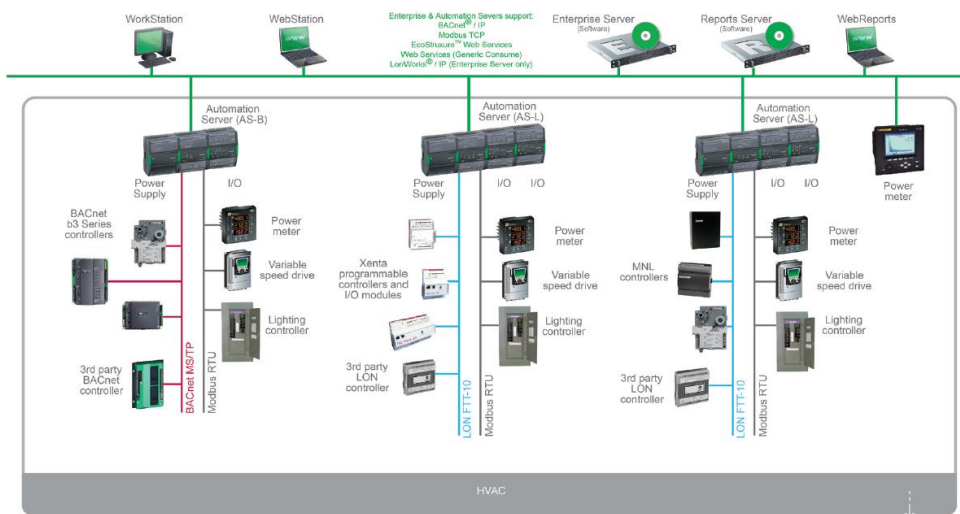 WorkStation
WebStation
Enterprise & Automation Severs support:
BACnet® / IP
Modbus TCP
EcoStruxure™ Web Services
Web Services (Generic Consume)
LonWorks® / IP (Enterprise Server only)
Enterprise Server
(Software)
E
Reports Server
(Software)
R
WebReports
www
www
Automation
Server (AS-B)
Power
Supply
I/O
BACnet
b3 Series
controllers
Power
meter
Variable
speed drive
Lighting
controller
3rd party
BACnet
controller
BACnet MS/TP
Modbus RTU
Automation
Server (AS-L)
Power
Supply
I/O
I/O
Xenta
programmable
controllers and
I/O modules
Power
meter
Variable
speed drive
Lighting
controller
3rd party
LON
controller
LON FTT-10
Modbus RTU
Automation
Server (AS-L)
Power
Supply
I/O
I/O
MNL
controllers
Power
meter
Variable
speed drive
Lighting
controller
3rd party
LON
controller
LON FTT-10
Modbus RTU
Power
meter
HVAC